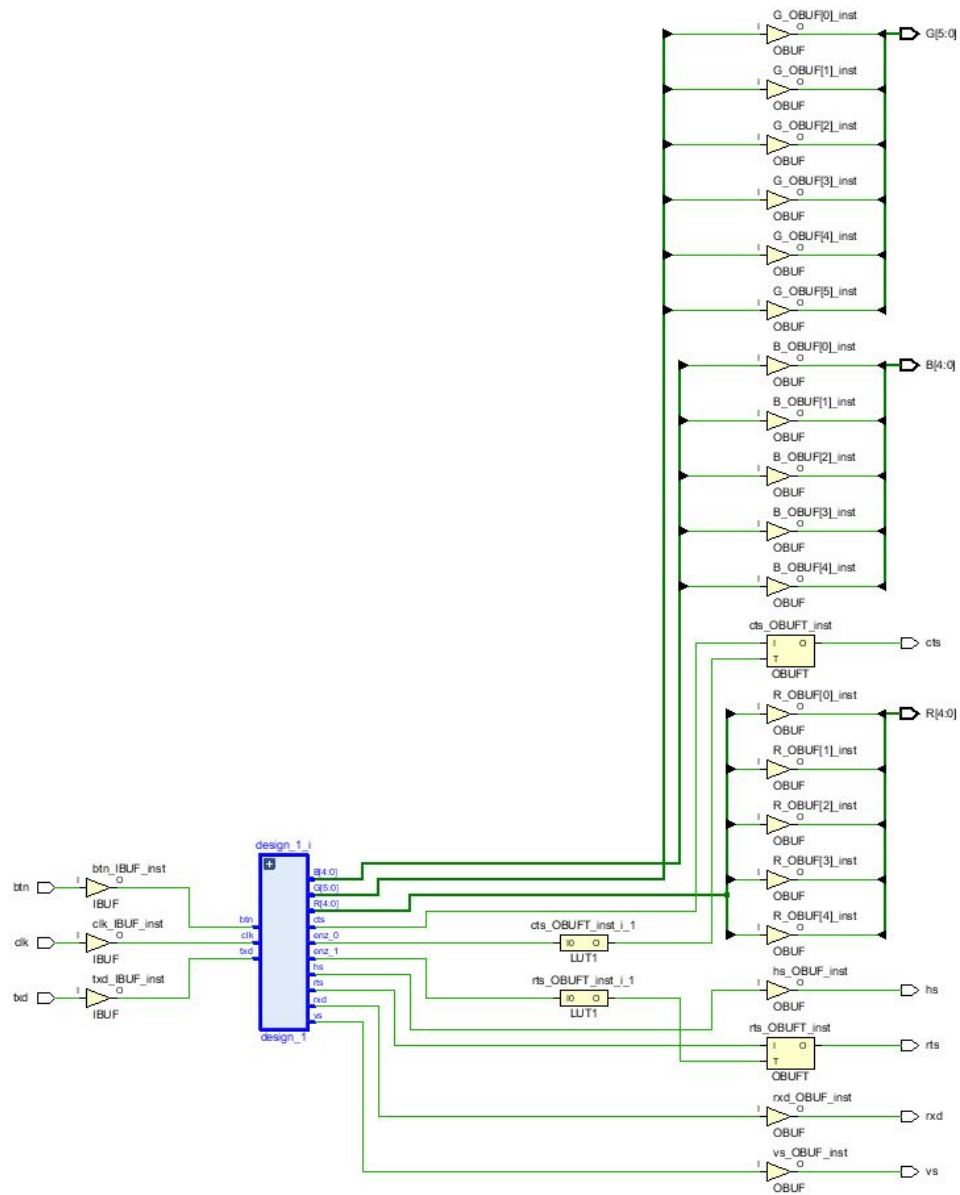 G_OBUF[0]_inst
I O
OBUF
G[5:0]
G_OBUF[1]_inst
I O
OBUF
G_OBUF[2]_inst
I O
OBUF
G_OBUF[3]_inst
I O
OBUF
G_OBUF[4]_inst
I O
OBUF
G_OBUF[5]_inst
I O
OBUF
B_OBUF[0]_inst
I O
OBUF
B[4:0]
B_OBUF[1]_inst
I O
OBUF
B_OBUF[2]_inst
I O
OBUF
B_OBUF[3]_inst
I O
OBUF
B_OBUF[4]_inst
I O
OBUF
cts_OBUFT_inst
I O
T
OBUFT
cts
R_OBUF[0]_inst
I O
OBUF
R[4:0]
R_OBUF[1]_inst
I O
OBUF
R_OBUF[2]_inst
I O
OBUF
R_OBUF[3]_inst
I O
OBUF
R_OBUF[4]_inst
I O
OBUF
btn
btn_IBUF_inst
I O
IBUF
clk
clk_IBUF_inst
I O
IBUF
txd
txd_IBUF_inst
I O
IBUF
design_1_i
btn
clk
txd
B[4:0]
G[5:0]
R[4:0]
cts
enz_0
enz_1
hs
rts
rxd
vs
design_1
cts_OBUFT_inst_i_1
I0 O
LUT1
rts_OBUFT_inst_i_1
I0 O
LUT1
hs_OBUF_inst
I O
OBUF
hs
rts_OBUFT_inst
I O
T
OBUFT
rts
rxd_OBUF_inst
I O
OBUF
rxd
vs_OBUF_inst
I O
OBUF
vs